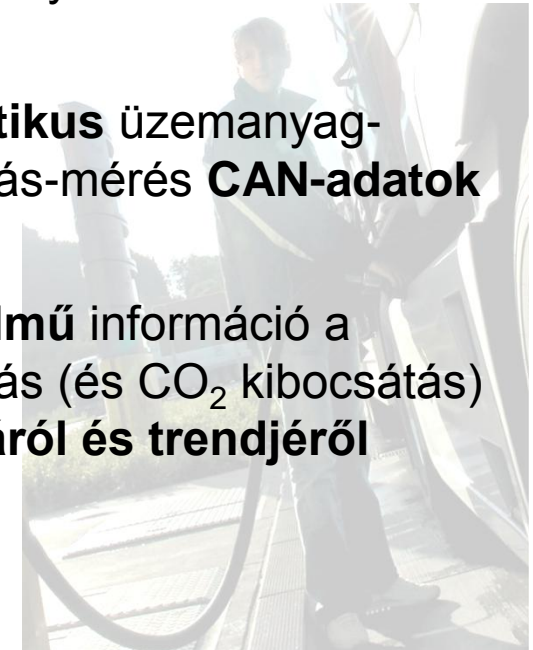 tikus üzemanyag-
ás-mérés CAN-adatok
lmű információ a
ás (és CO₂ kibocsátás)
áról és trendjéről